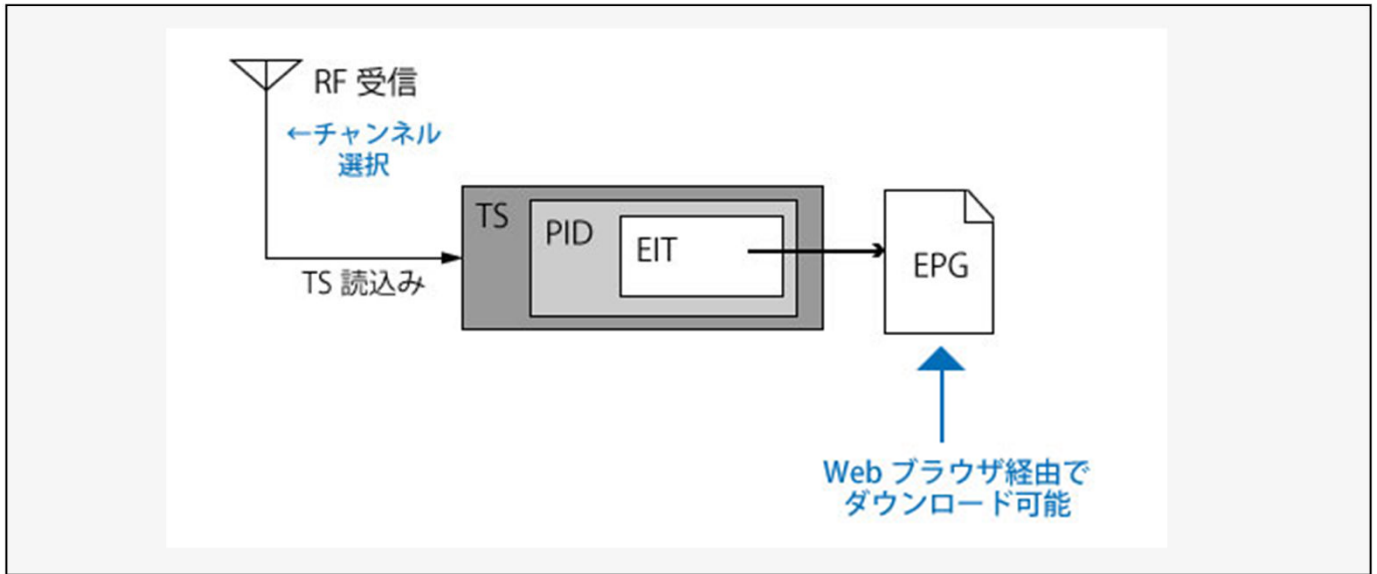 RF 受信
←チャンネル
選択
TS
PID
EIT
EPG
TS 読込み
Web ブラウザ経由で
ダウンロード可能